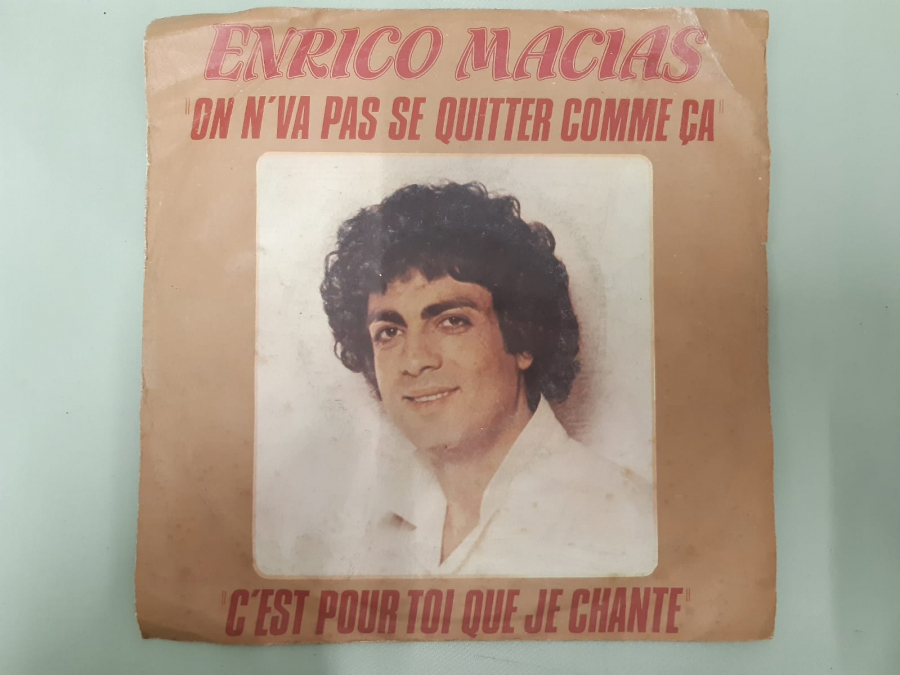 ENRICO MACIAS
"ON N'VA PAS SE QUITTER COMME ÇA"
"C'EST POUR TOI QUE JE CHANTE"